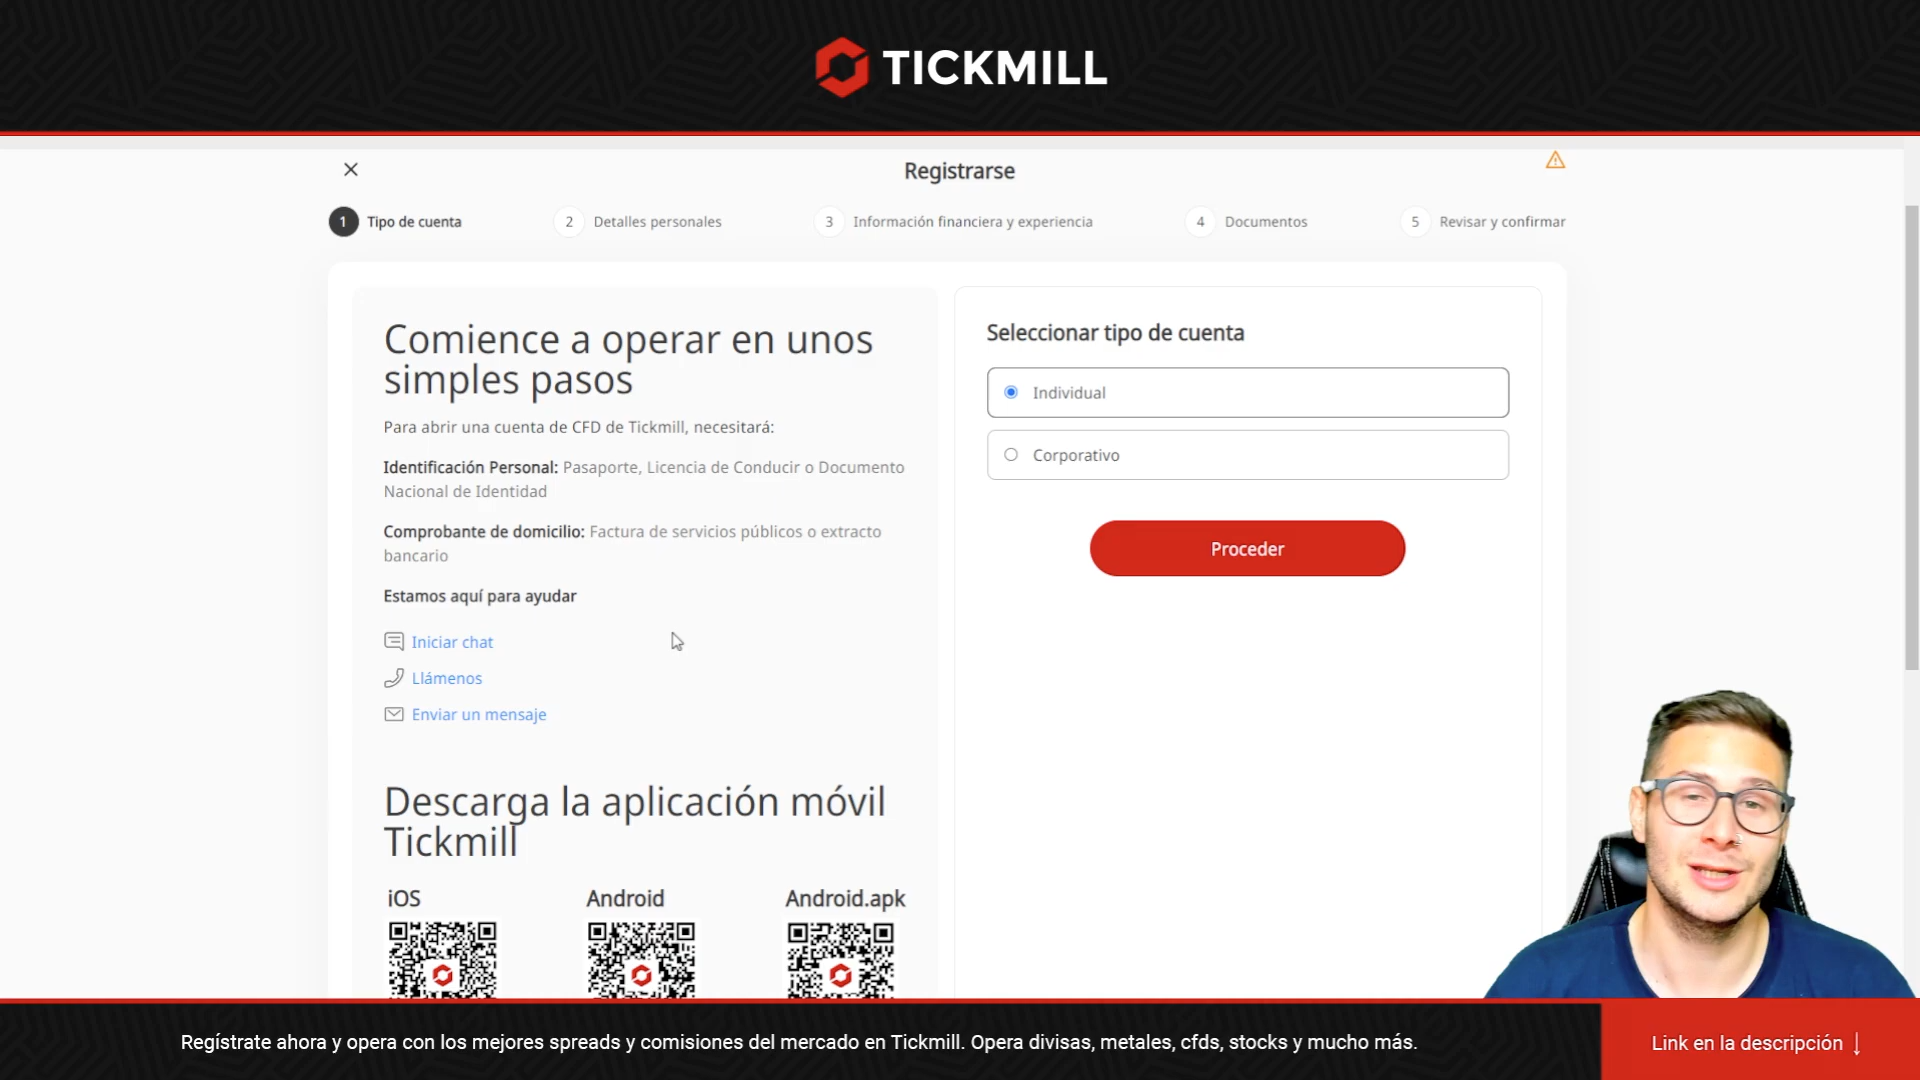 TICKMILL
Registrarse
1 Tipo de cuenta
2 Detalles personales
3 Información financiera y experiencia
4 Documentos
5 Revisar y confirmar
Comience a operar en unos
simples pasos
Para abrir una cuenta de CFD de Tickmill, necesitará:
Identificación Personal: Pasaporte, Licencia de Conducir o Documento
Nacional de Identidad
Comprobante de domicilio: Factura de servicios públicos o extracto
bancario
Estamos aquí para ayudar
Iniciar chat
Llámenos
Enviar un mensaje
Descarga la aplicación móvil
Tickmill
iOS
Android
Android.apk
Seleccionar tipo de cuenta
Individual
Corporativo
Proceder
Regístrate ahora y opera con los mejores spreads y comisiones del mercado en Tickmill. Opera divisas, metales, cfds, stocks y mucho más.
Link en la descripción ↓